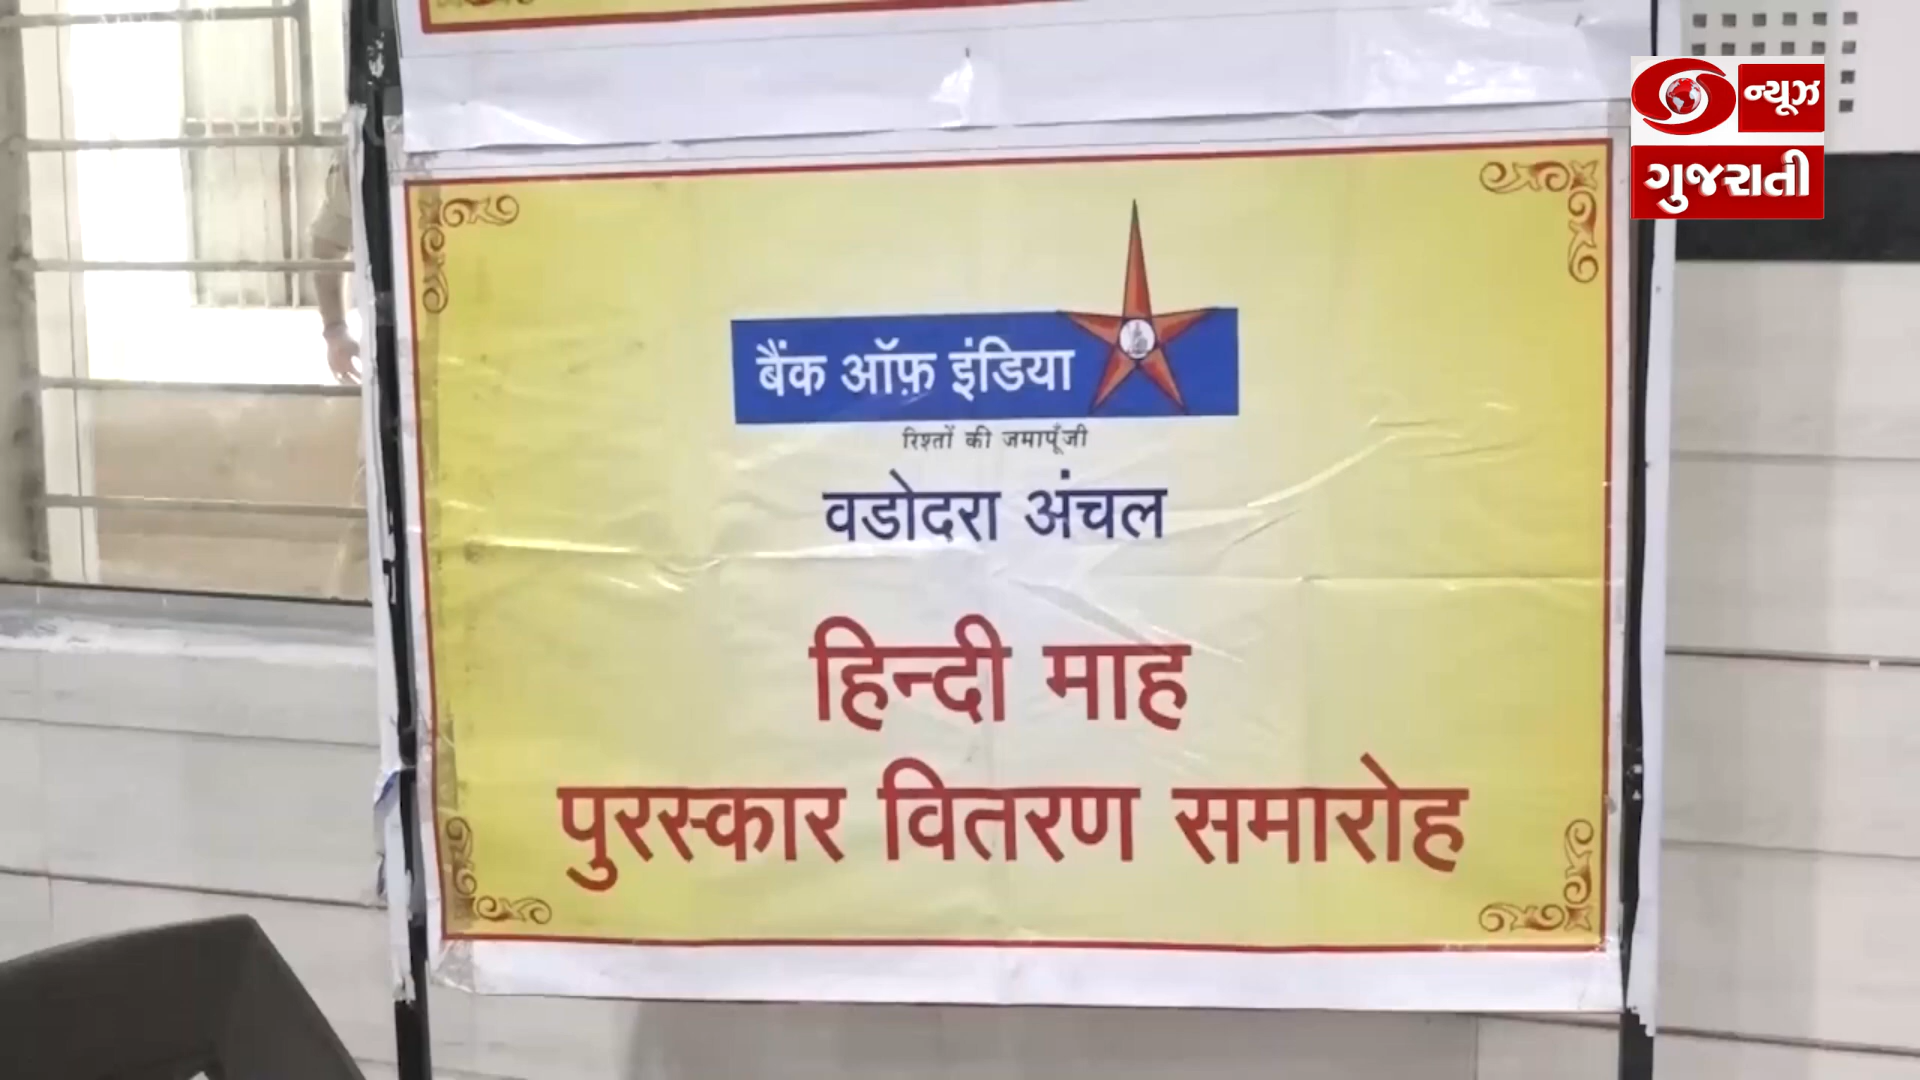 ન્યૂઝ
ગુજરાતી
बैंक ऑफ़ इंडिया
रिश्तों की जमापूँजी
वडोदरा अंचल
हिन्दी माह
पुरस्कार वितरण समारोह